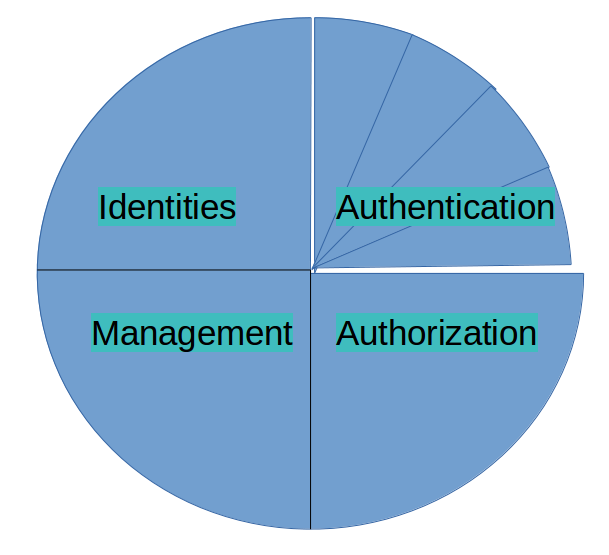 Identities
Authentication
Management
Authorization